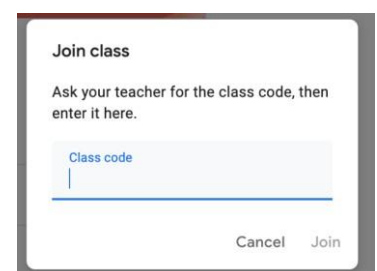 Join class
Ask your teacher for the class code, then
enter it here.
Class code
Cancel Join